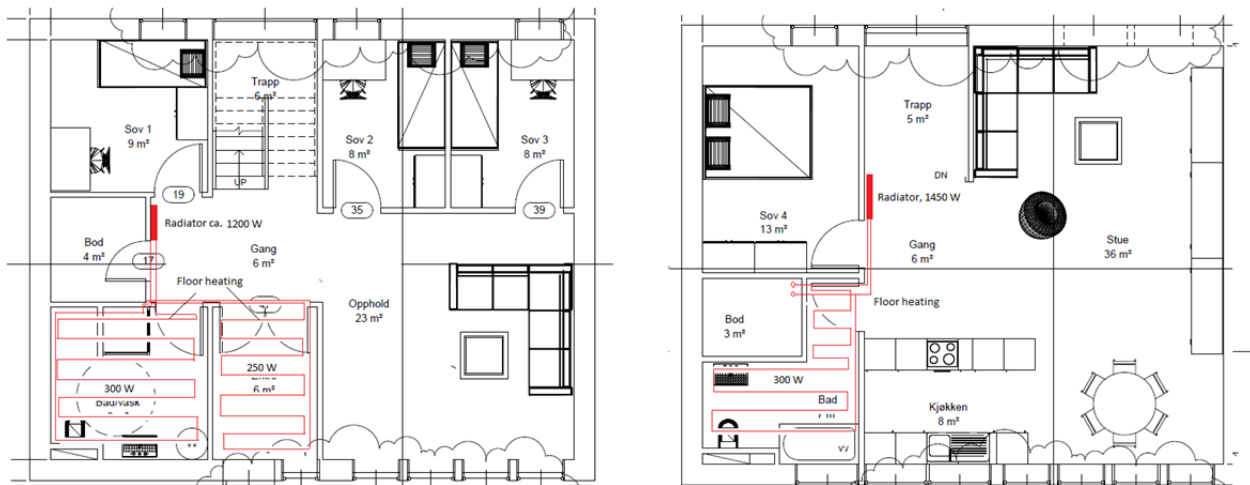 Trapp
6 m²
Sov 1
9 m²
Sov 2
8 m²
Sov 3
8 m²
UP
19
35
39
Radiator ca. 1200 W
Bod
4 m²
17
Gang
6 m²
Floor heating
Opphold
23 m²
250 W
6 m²
300 W
Bad/vask
VV
Trapp
5 m²
DN
Radiator, 1450 W
Sov 4
13 m²
Gang
6 m²
Stue
36 m²
Floor heating
Bod
3 m²
300 W
Bad
VV
Kjøkken
8 m²